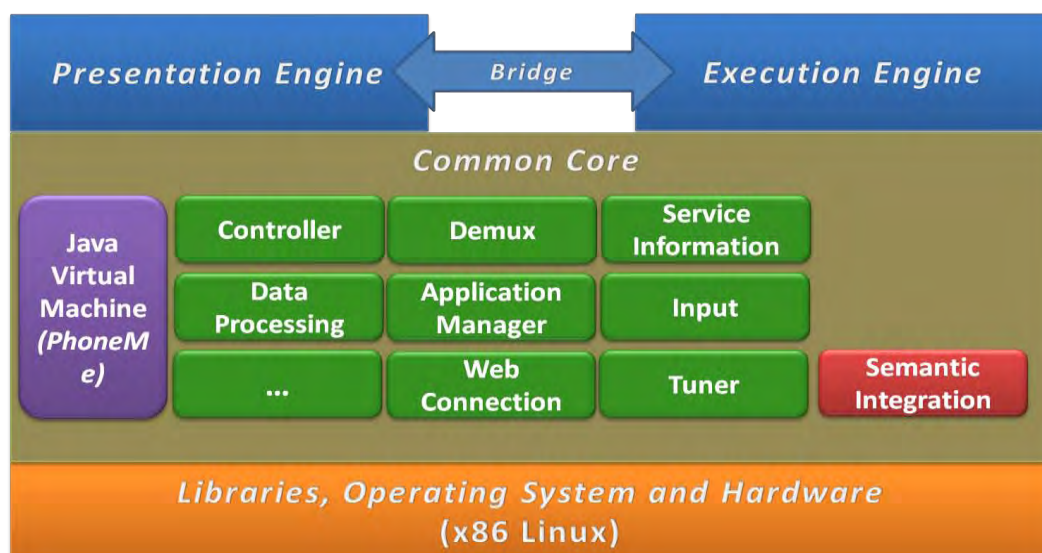 Presentation Engine
Bridge
Execution Engine
Common Core
Java
Virtual
Machine
(PhoneM
e)
Controller
Demux
Service
Information
Data
Processing
Application
Manager
Input
...
Web
Connection
Tuner
Semantic
Integration
Libraries, Operating System and Hardware
(x86 Linux)